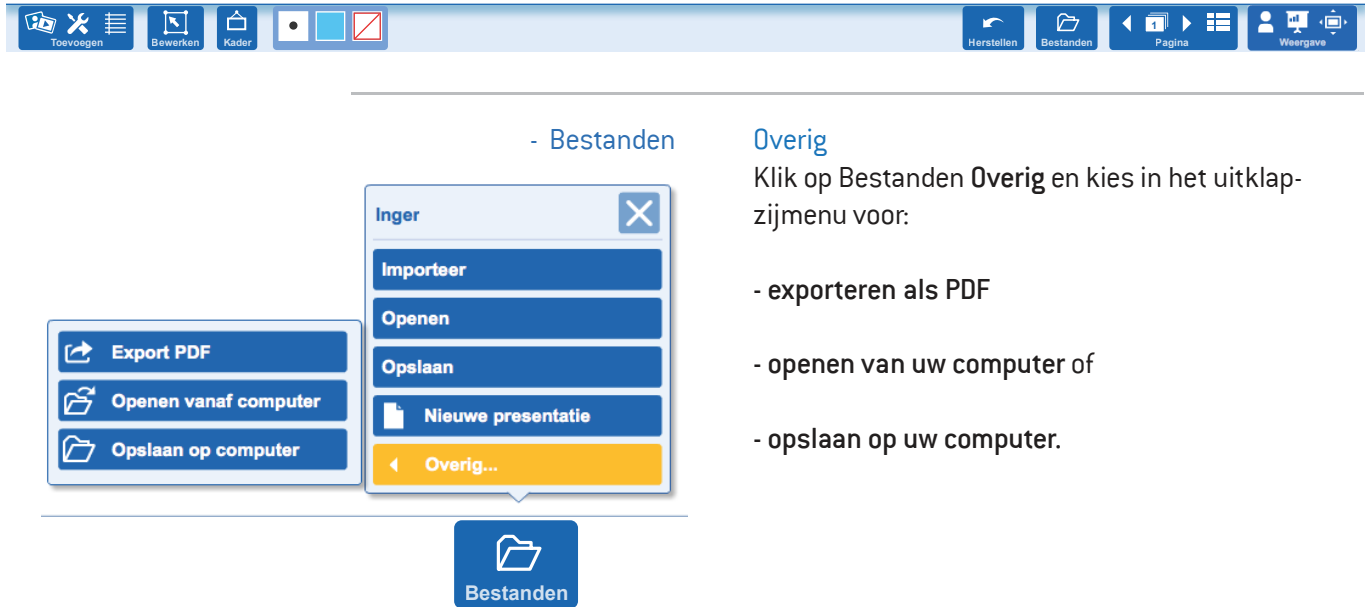 Toevoegen
Bewerken
Kader
Herstellen
Bestanden
1
Pagina
Weergave
- Bestanden
Inger
Importeer
Openen
Opslaan
Nieuwe presentatie
Overig...
Export PDF
Openen vanaf computer
Opslaan op computer
Bestanden
Overig
Klik op Bestanden Overig en kies in het uitklap-
zijmenu voor:
- exporteren als PDF
- openen van uw computer of
- opslaan op uw computer.